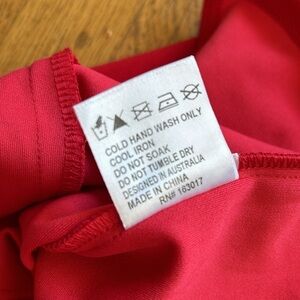 COLD HAND WASH ONLY
COOL IRON
DO NOT SOAK
DO NOT TUMBLE DRY
DESIGNED IN AUSTRALIA
MADE IN CHINA
RN# 163017